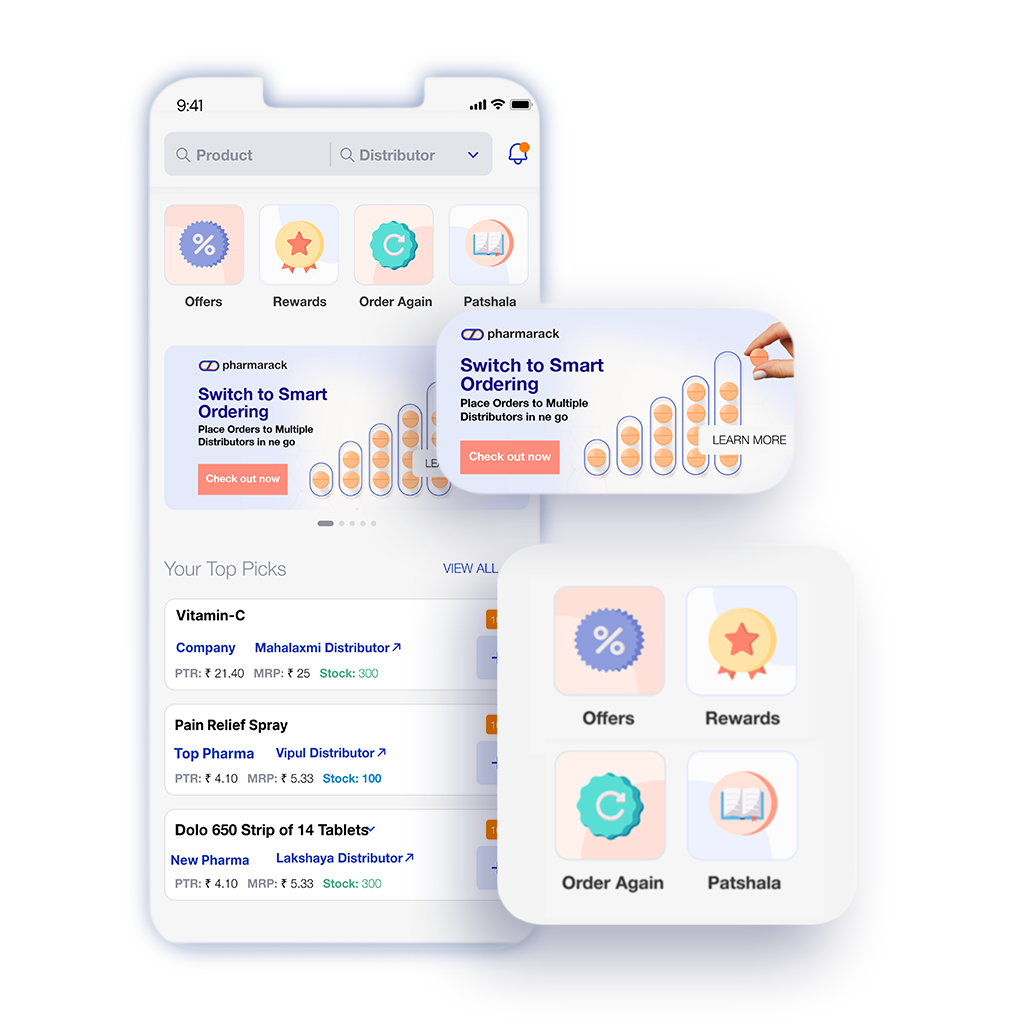 9:41
Product
Distributor
Offers
Rewards
Order Again
Patshala
pharmarack
Switch to Smart
Ordering
Place Orders to Multiple
Distributors in ne go
Check out now
pharmarack
Switch to Smart
Ordering
Place Orders to Multiple
Distributors in ne go
LEARN MORE
Check out now
Your Top Picks
VIEW ALL
Vitamin-C
Company Mahalaxmi Distributor
PTR: ₹ 21.40 MRP: ₹ 25 Stock: 300
Pain Relief Spray
Top Pharma Vipul Distributor
PTR: ₹ 4.10 MRP: ₹ 5.33 Stock: 100
Dolo 650 Strip of 14 Tablets
New Pharma Lakshaya Distributor
PTR: ₹ 4.10 MRP: ₹ 5.33 Stock: 300
%
Offers
Rewards
Order Again
Patshala